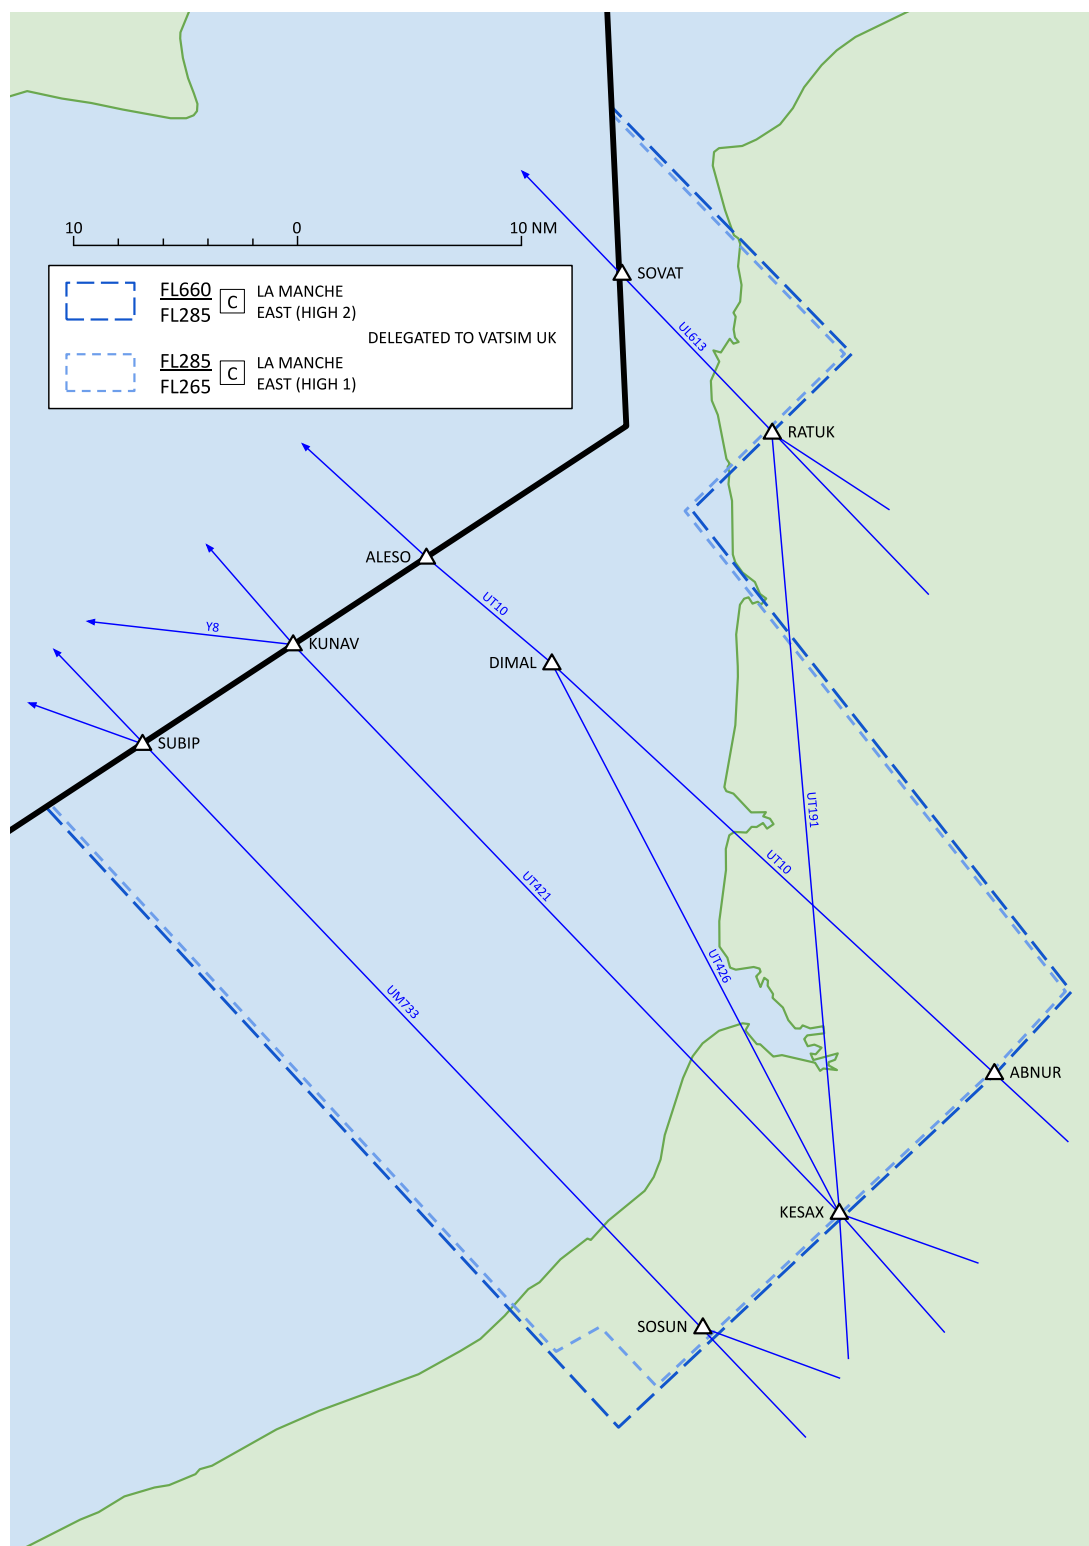 10 0 10 NM
SOVAT
FL660
FL285
C
LA MANCHE
EAST (HIGH 2)
DELEGATED TO VATSIM UK
FL285
FL265
C
LA MANCHE
EAST (HIGH 1)
UL613
RATUK
ALESO
UT10
Y8
KUNAV
DIMAL
SUBIP
UT191
UT10
UT421
UT426
UM733
ABNUR
KESAX
SOSUN